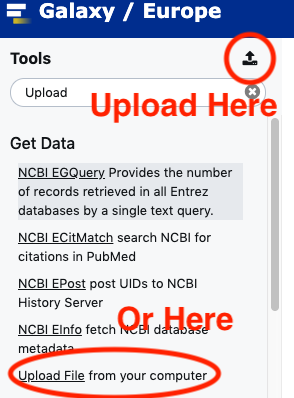 Galaxy / Europe
Tools
Upload
Upload Here
Get Data
NCBI EGQuery Provides the number
of records retrieved in all Entrez
databases by a single text query.
NCBI ECitMatch search NCBI for
citations in PubMed
NCBI EPost post UIDs to NCBI
History Server
Or Here
NCBI EInfo fetch NCBI database
metadata
Upload File from your computer